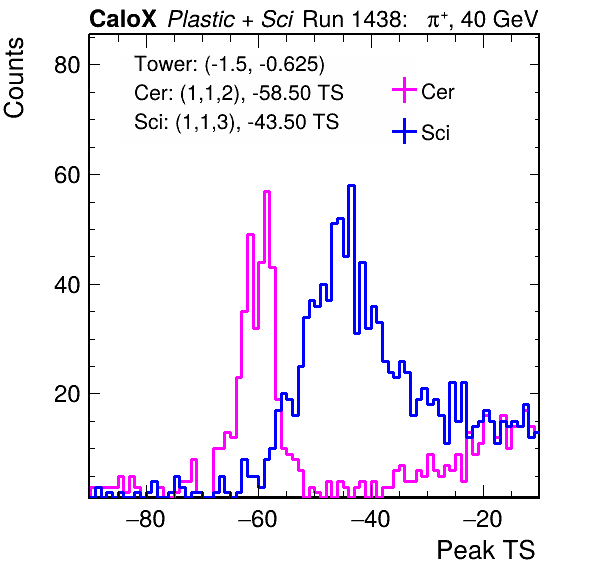 CaloX Plastic + Sci Run 1438: π+, 40 GeV
Counts
Tower: (-1.5, -0.625)
Cer: (1,1,2), -58.50 TS
Sci: (1,1,3), -43.50 TS
Cer
Sci
80
60
40
20
−80 −60 −40 −20
Peak TS